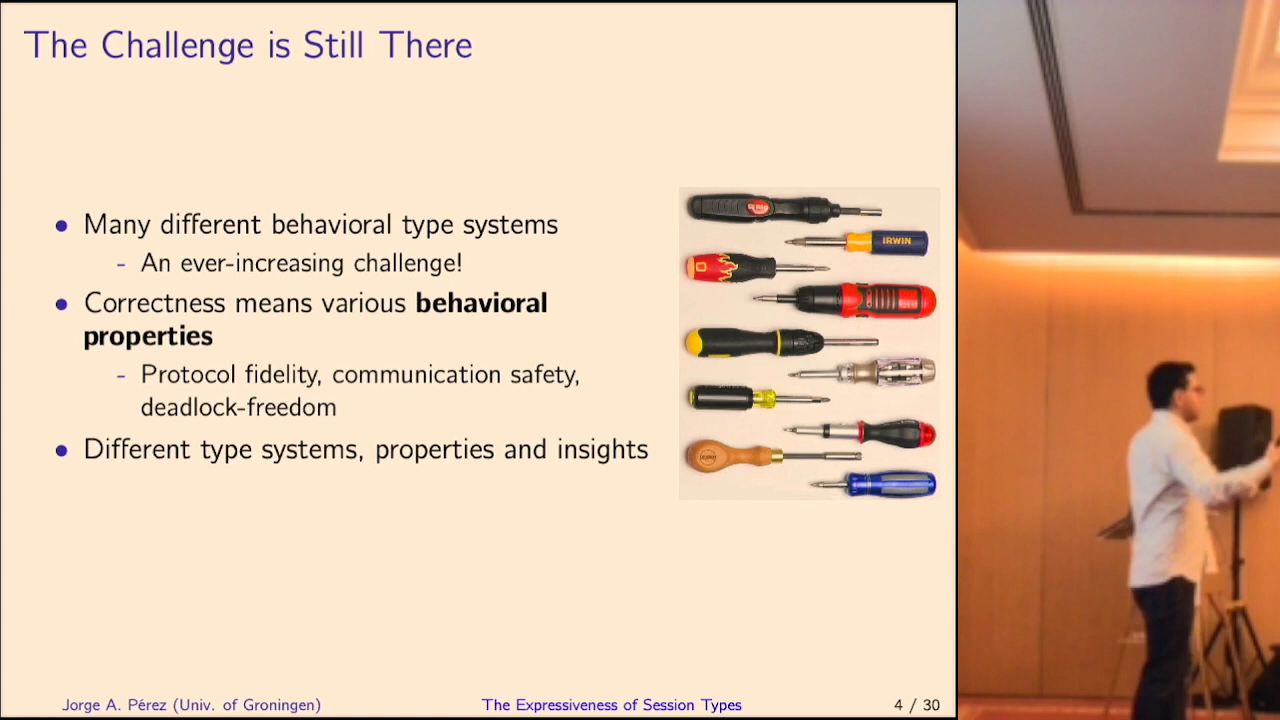 The Challenge is Still There
• Many different behavioral type systems
- An ever-increasing challenge!
• Correctness means various behavioral
properties
- Protocol fidelity, communication safety,
deadlock-freedom
• Different type systems, properties and insights
IRWIN
Jorge A. Pérez (Univ. of Groningen)
The Expressiveness of Session Types
4 / 30